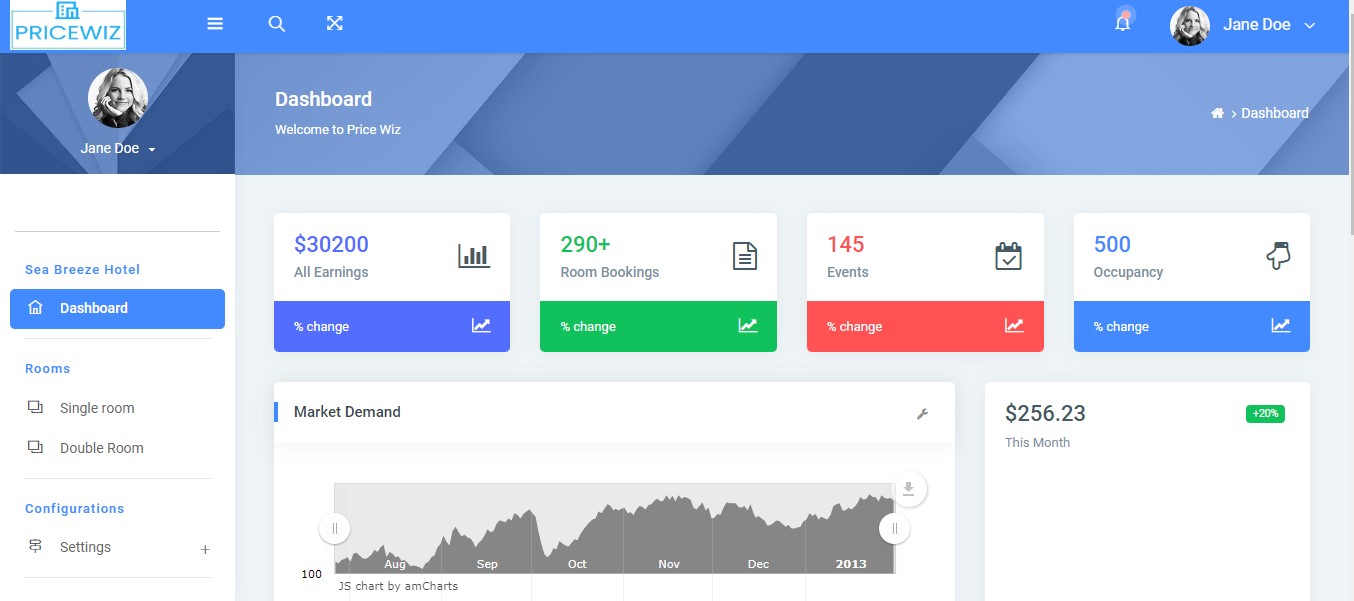 PRICEWIZ
Jane Doe
Jane Doe
Dashboard
Welcome to Price Wiz
Dashboard
Sea Breeze Hotel
Dashboard
Rooms
Single room
Double Room
Configurations
Settings
$30200
All Earnings
% change
290+
Room Bookings
% change
145
Events
% change
500
Occupancy
% change
Market Demand
Aug Sep Oct Nov Dec 2013
100
JS chart by amCharts
$256.23
+20%
This Month